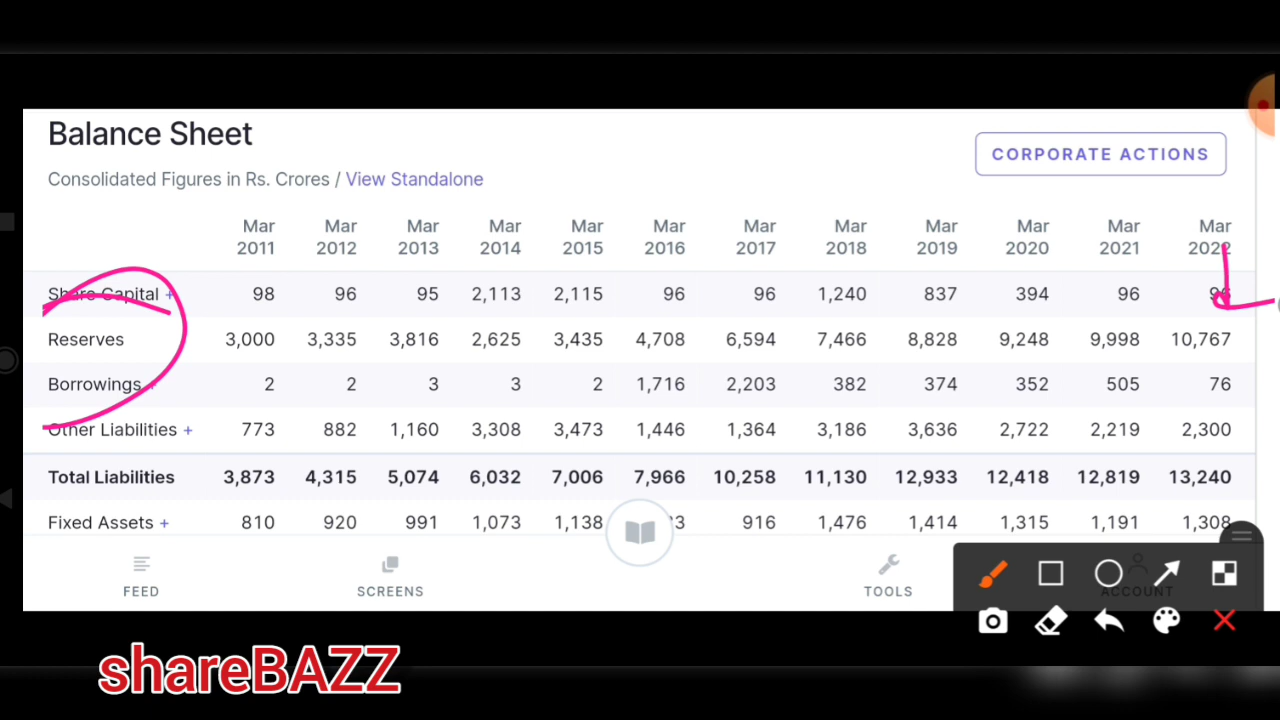 Balance Sheet
CORPORATE ACTIONS
Consolidated Figures in Rs. Crores / View Standalone
Mar 2011 Mar 2012 Mar 2013 Mar 2014 Mar 2015 Mar 2016 Mar 2017 Mar 2018 Mar 2019 Mar 2020 Mar 2021 Mar 2022
Share Capital + 98 96 95 2,113 2,115 96 96 1,240 837 394 96 96
Reserves 3,000 3,335 3,816 2,625 3,435 4,708 6,594 7,466 8,828 9,248 9,998 10,767
Borrowings 2 2 3 3 2 1,716 2,203 382 374 352 505 76
Other Liabilities + 773 882 1,160 3,308 3,473 1,446 1,364 3,186 3,636 2,722 2,219 2,300
Total Liabilities 3,873 4,315 5,074 6,032 7,006 7,966 10,258 11,130 12,933 12,418 12,819 13,240
Fixed Assets + 810 920 991 1,073 1,138 916 1,476 1,414 1,315 1,191 1,308
FEED SCREENS TOOLS ACCOUNT
shareBAZZ